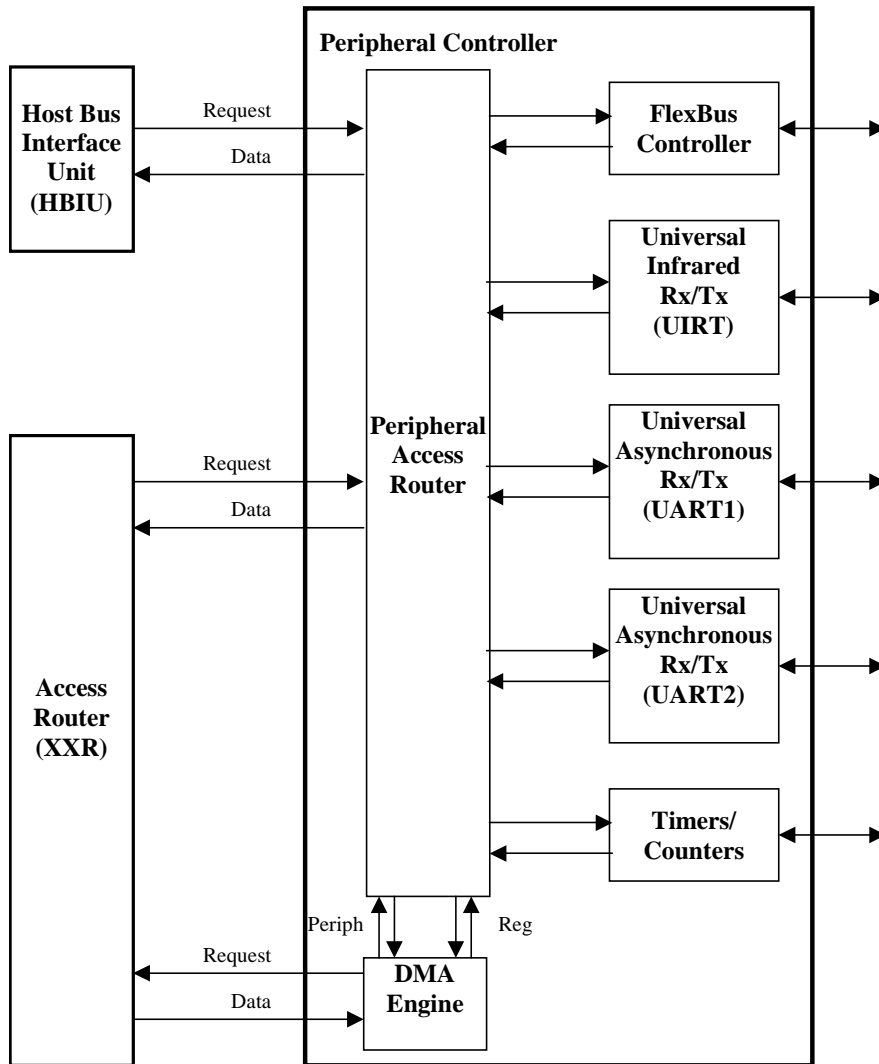 Peripheral Controller
Host Bus
Interface
Unit
(HBIU)
Request
Data
FlexBus
Controller
Universal
Infrared
Rx/Tx
(UIRT)
Peripheral
Access
Router
Request
Data
Universal
Asynchronous
Rx/Tx
(UART1)
Universal
Asynchronous
Rx/Tx
(UART2)
Access
Router
(XXR)
Timers/
Counters
Periph
Reg
Request
Data
DMA
Engine